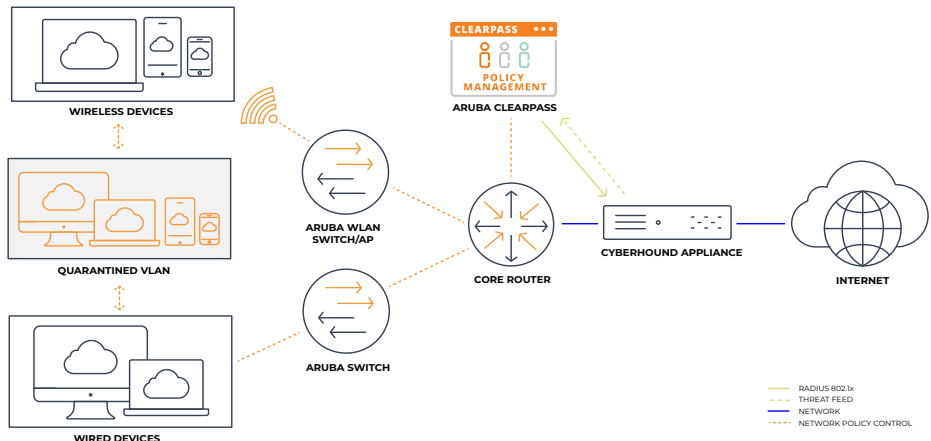 CLEARPASS
POLICY
MANAGEMENT
ARUBA CLEARPASS
WIRELESS DEVICES
ARUBA WLAN
SWITCH/AP
QUARANTINED VLAN
CORE ROUTER
CYBERHOUND APPLIANCE
INTERNET
ARUBA SWITCH
WIRED DEVICES
RADIUS 802.1x
THREAT FEED
NETWORK
NETWORK POLICY CONTROL